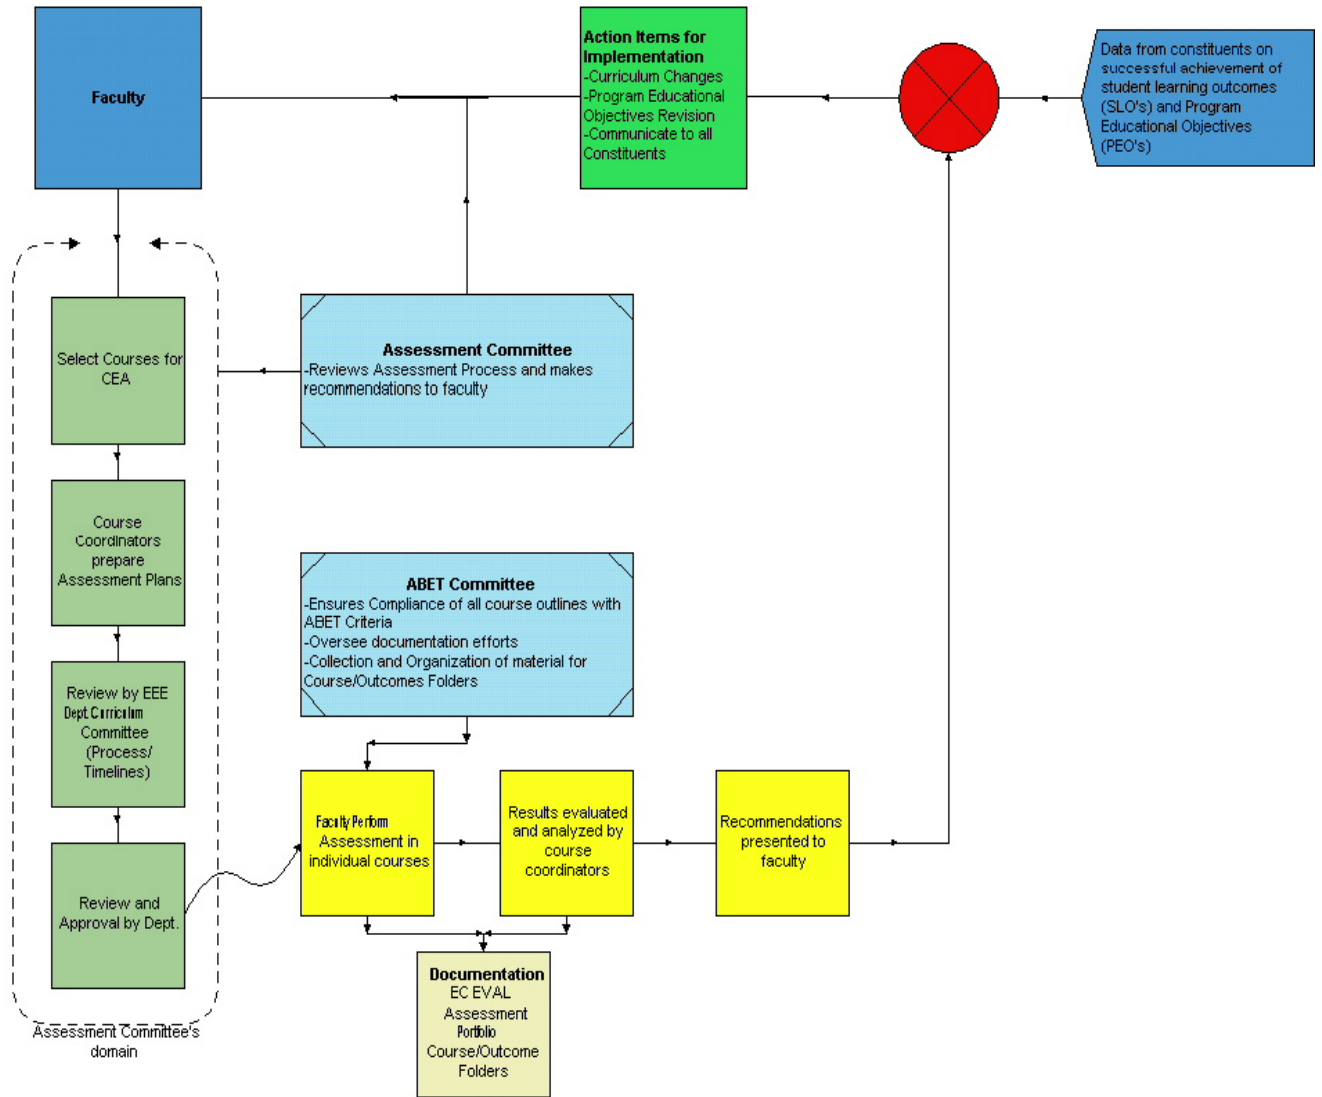 Faculty
Action Items for
Implementation
-Curriculum Changes
-Program Educational
Objectives Revision
-Communicate to all
Constituents
Data from constituents on
successful achievement of
student learning outcomes
(SLO's) and Program
Educational Objectives
(PEO's)
Select Courses for
CEA
Assessment Committee
-Reviews Assessment Process and makes
recommendations to faculty
Course
Coordinators
prepare
Assessment Plans
ABET Committee
-Ensures Compliance of all course outlines with
ABET Criteria
-Oversee documentation efforts
-Collection and Organization of material for
Course/Outcomes Folders
Review by EEE
Dept. Curriculum
Committee
(Process/
Timelines)
Review and
Approval by Dept.
Faculty Perform
Assessment in
individual courses
Results evaluated
and analyzed by
course
coordinators
Recommendations
presented to
faculty
Documentation
EC EVAL
Assessment
Portfolio
Course/Outcome
Folders
Assessment Committee's
domain